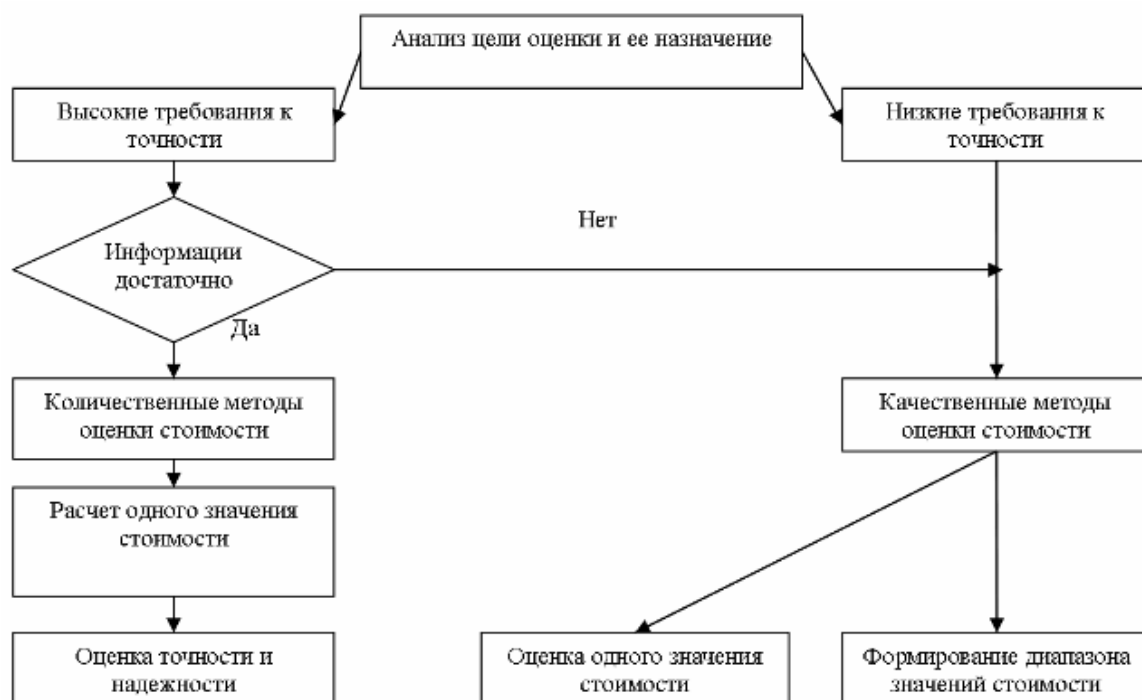 Анализ цели оценки и ее назначение
Высокие требования к
точности
Низкие требования к
точности
Нет
Информации
достаточно
Да
Количественные методы
оценки стоимости
Качественные методы
оценки стоимости
Расчет одного значения
стоимости
Оценка точности и
надежности
Оценка одного значения
стоимости
Формирование диапазона
значений стоимости